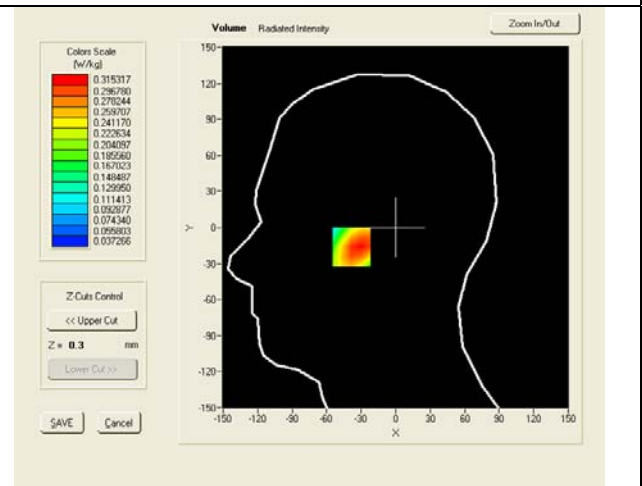 Volume Radiated Intensity
Zoom In/Out
Colors Scale
(W/kg)
0.315317
0.296780
0.278244
0.259707
0.241170
0.222634
0.204097
0.185560
0.167023
0.148487
0.129950
0.111413
0.092877
0.074340
0.055803
0.037266
150
120
90
60
30
0
-30
-60
-90
-120
-150
Y
-150 -120 -90 -60 -30 0 30 60 90 120 150
X
Z-Cuts Control
<< Upper Cut
Z = 0.3 mm
Lower Cut >>
SAVE Cancel